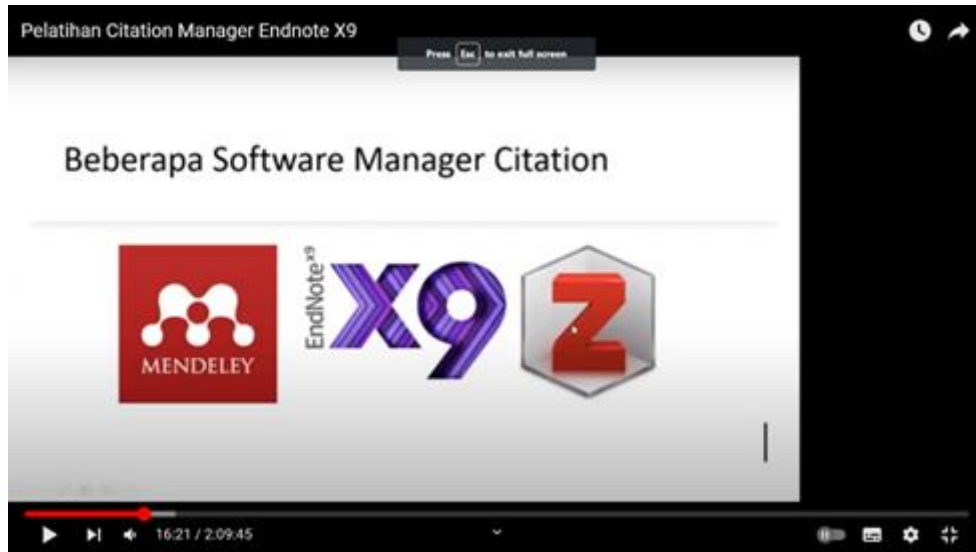 Pelatihan Citation Manager Endnote X9
Press Esc to exit full screen
Beberapa Software Manager Citation
MENDELEY
EndNote X9
X9
Z
16:21 / 2:09:45